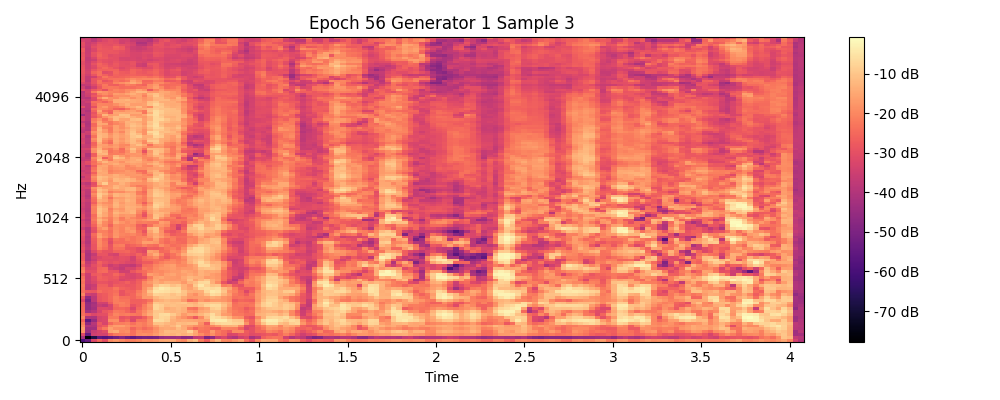 Epoch 56 Generator 1 Sample 3
4096
2048
1024
512
0
Hz
0
0.5
1
1.5
2
2.5
3
3.5
4
Time
-10 dB
-20 dB
-30 dB
-40 dB
-50 dB
-60 dB
-70 dB